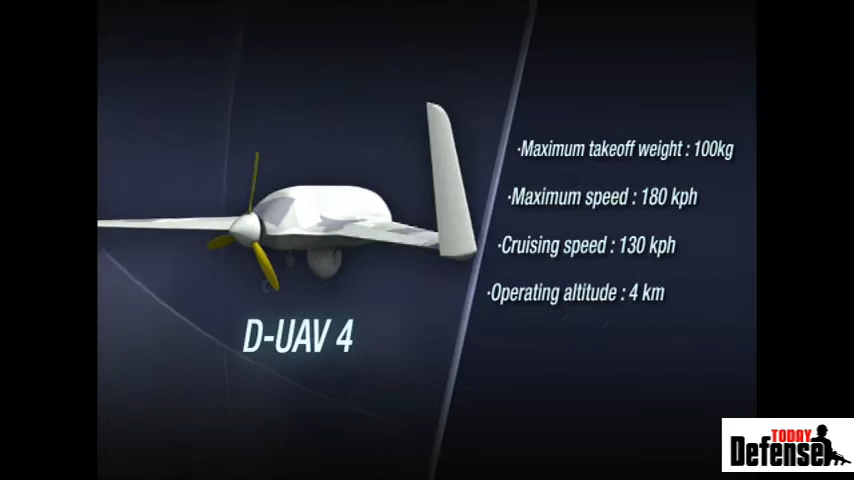 ·Maximum takeoff weight : 100kg
·Maximum speed : 180 kph
·Cruising speed : 130 kph
·Operating altitude : 4 km
D-UAV 4
TODAY
Defense